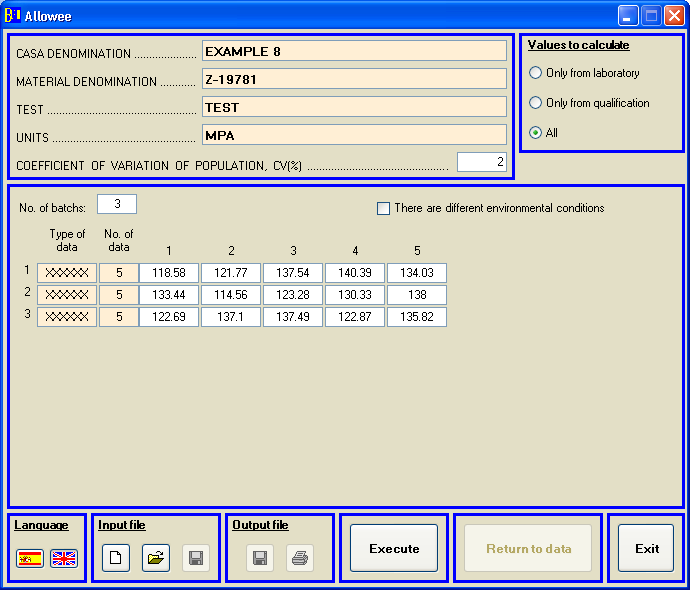 Allowee
CASA DENOMINATION ..................... EXAMPLE 8
MATERIAL DENOMINATION ............ Z-19781
TEST .................................................. TEST
UNITS ................................................ MPA
COEFFICIENT OF VARIATION OF POPULATION, CV(%) ................................................ 2
Values to calculate
Only from laboratory
Only from qualification
All
No. of batchs: 3
There are different environmental conditions
Type of data No. of data 1 2 3 4 5
1 XXXXXX 5 118.58 121.77 137.54 140.39 134.03
2 XXXXXX 5 133.44 114.56 123.28 130.33 138
3 XXXXXX 5 122.69 137.1 137.49 122.87 135.82
Language
Input file
Output file
Execute
Return to data
Exit